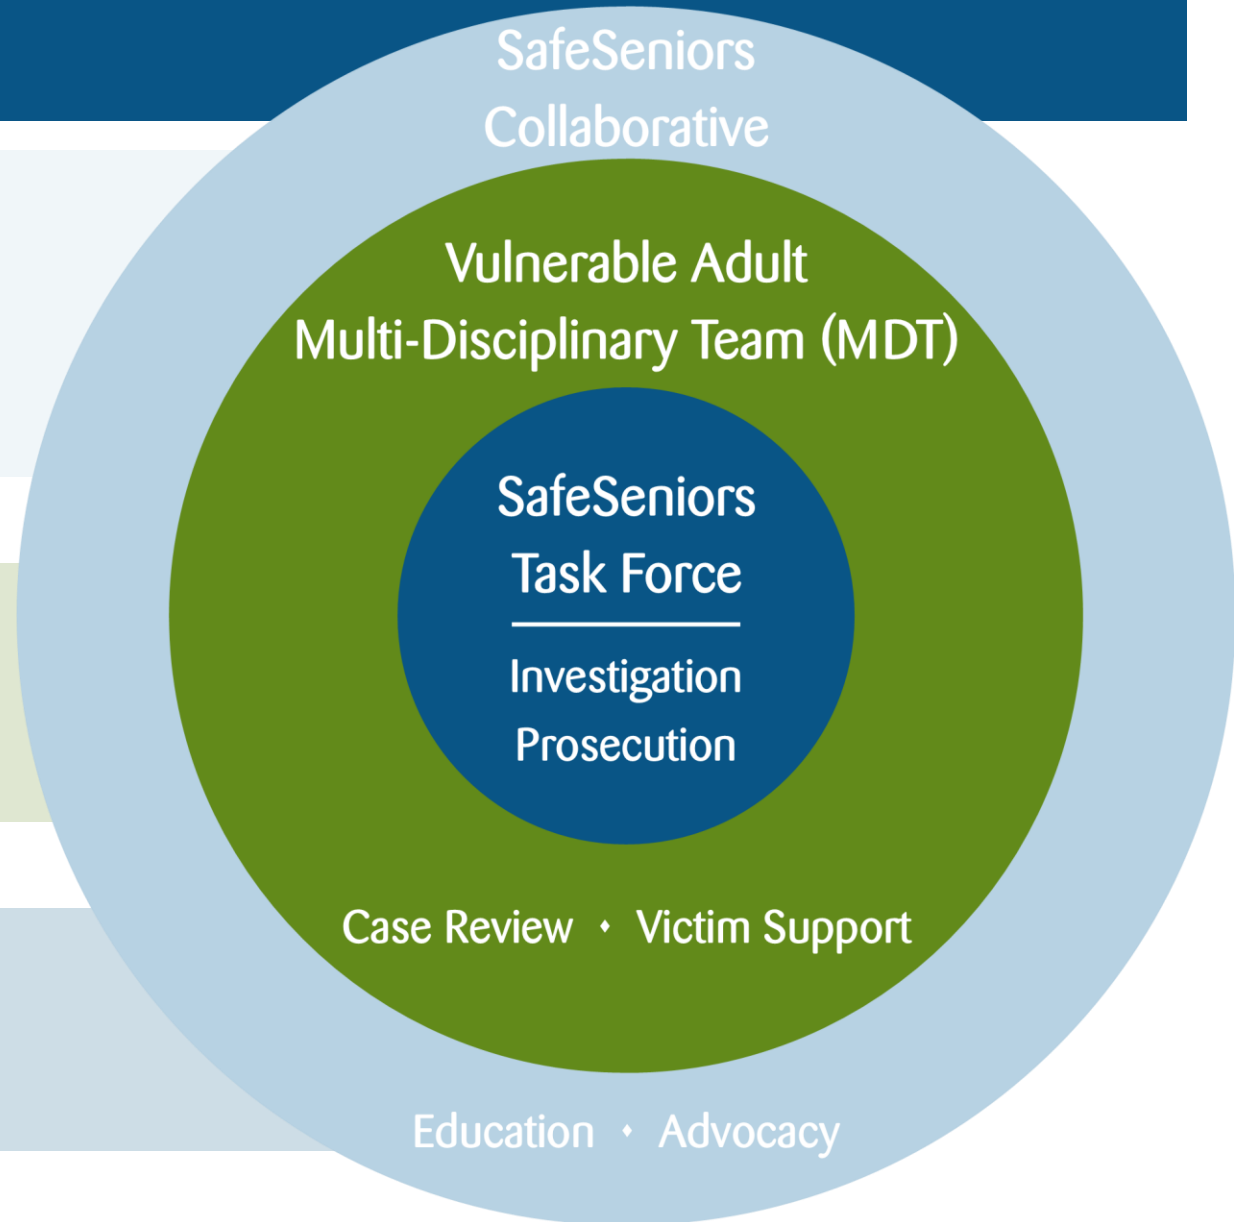 SafeSeniors
Collaborative
Vulnerable Adult
Multi-Disciplinary Team (MDT)
SafeSeniors
Task Force
Investigation
Prosecution
Case Review ⬩ Victim Support
Education ⬩ Advocacy